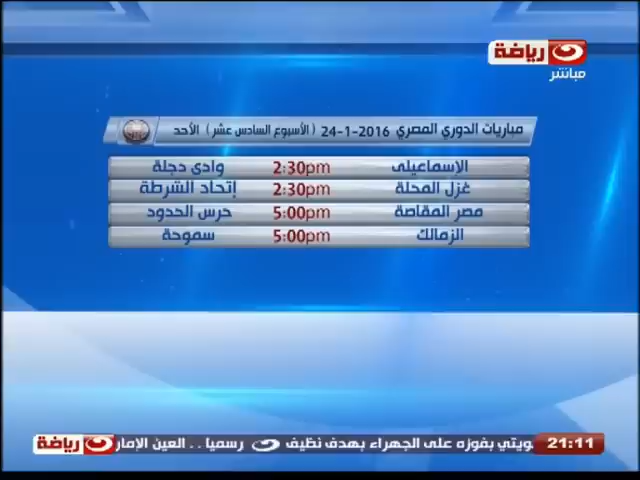 رياضة
مباشر
مباريات الدوري المصري 2016-1-24 (الأسبوع السادس عشر) الأحد
الإسماعيلى 2:30pm وادى دجلة
غزل المحلة 2:30pm إتحاد الشرطة
مصر المقاصة 5:00pm حرس الحدود
الزمالك 5:00pm سموحة
21:11 ويتي بفوزه على الجهراء بهدف نظيف رسميا .. العين الإمار رياضة